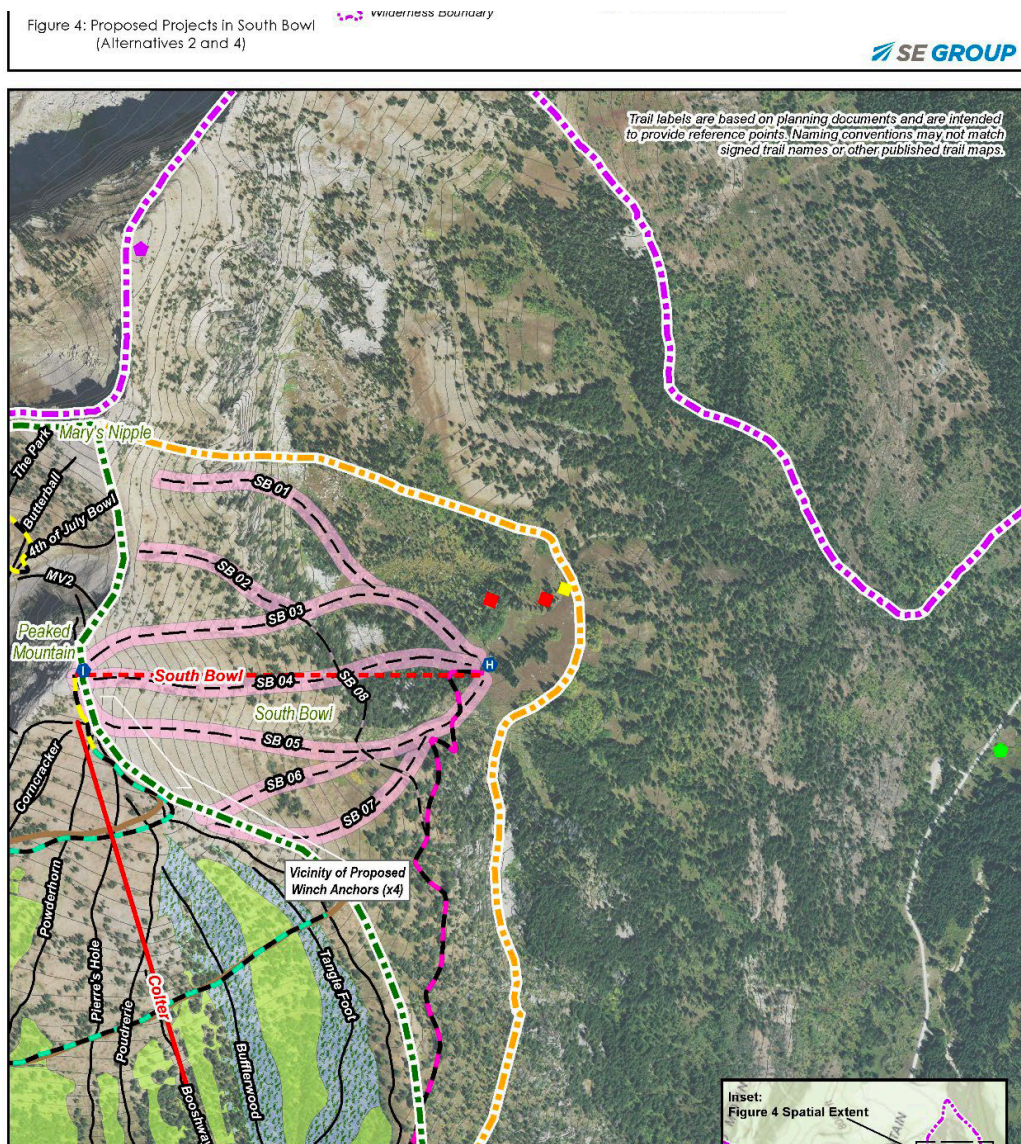 Wilderness Boundary
Figure 4: Proposed Projects in South Bowl
(Alternatives 2 and 4)
SE GROUP
Trail labels are based on planning documents and are intended
to provide reference points. Naming conventions may not match
signed trail names or other published trail maps.
Mary's Nipple
The Park
Butterball
4th of July Bowl
MV2
SB 01
SB 02
SB 03
Peaked
Mountain
I
H
South Bowl
SB 04
SB 08
South Bowl
SB 05
SB 06
SB 07
Corncracker
Vicinity of Proposed
Winch Anchors (x4)
Powderhorn
Pierre's Hole
Poudrerie
Colter
Tangle Foot
Bufflerwood
Booshway
Inset:
Figure 4 Spatial Extent
TAIN